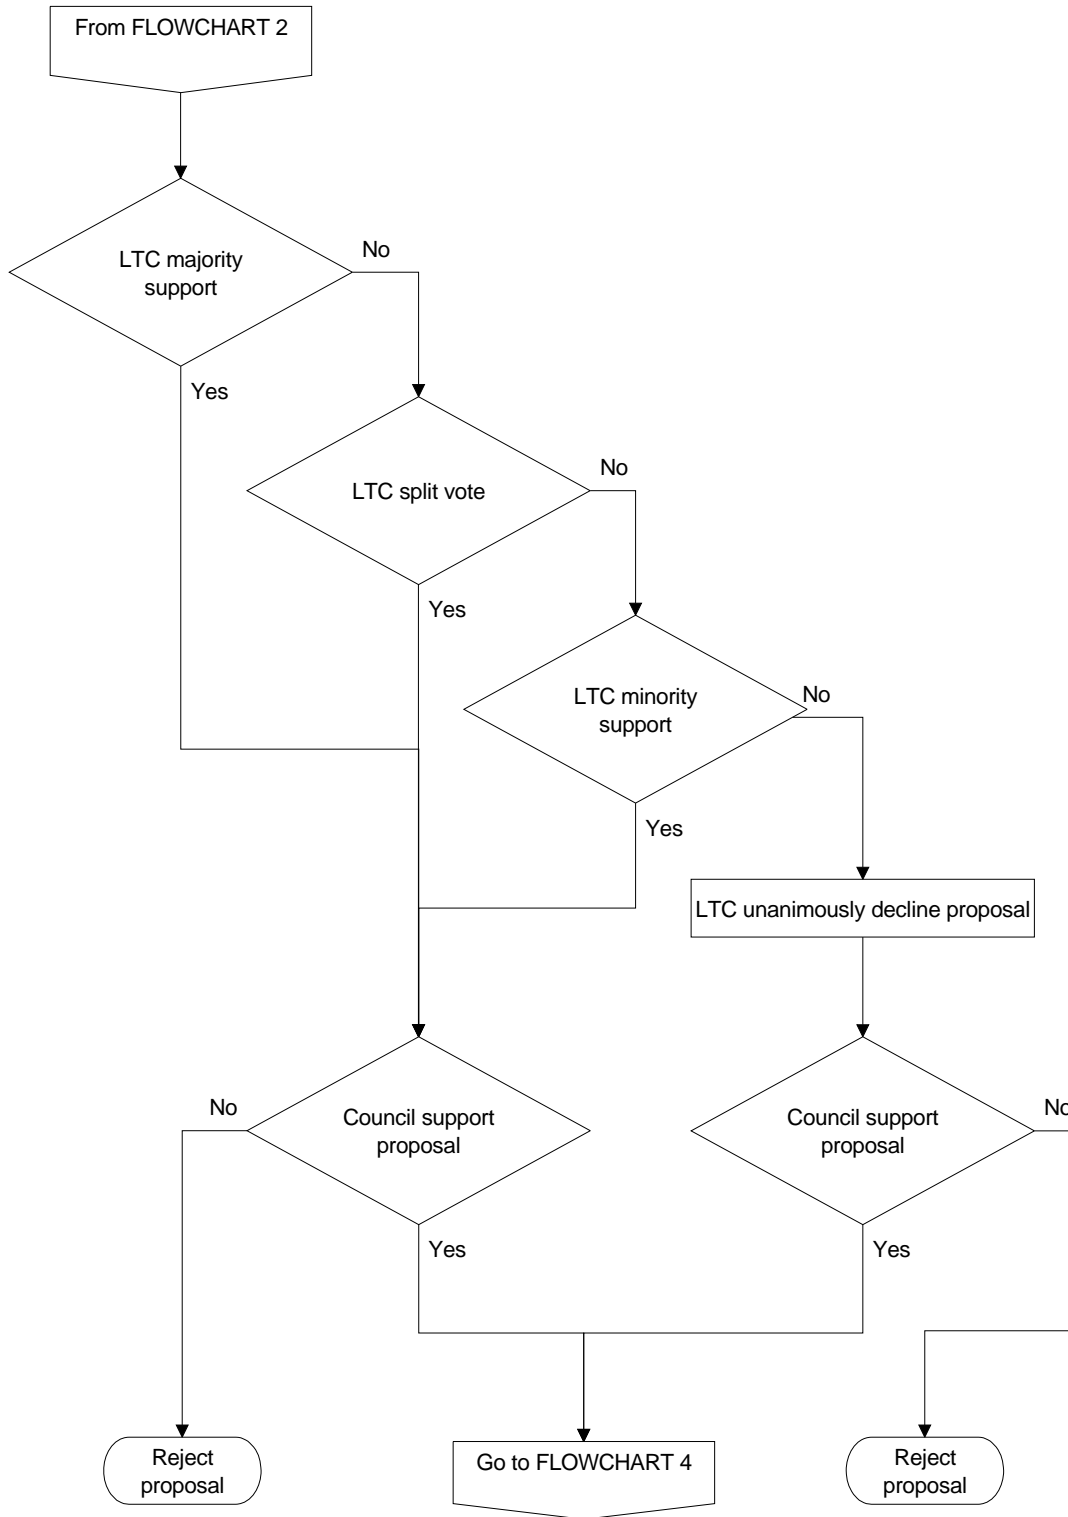 From FLOWCHART 2
LTC majority
support
No
Yes
LTC split vote
No
Yes
LTC minority
support
No
Yes
LTC unanimously decline proposal
Council support
proposal
No
Yes
Council support
proposal
No
Yes
Reject
proposal
Go to FLOWCHART 4
Reject
proposal